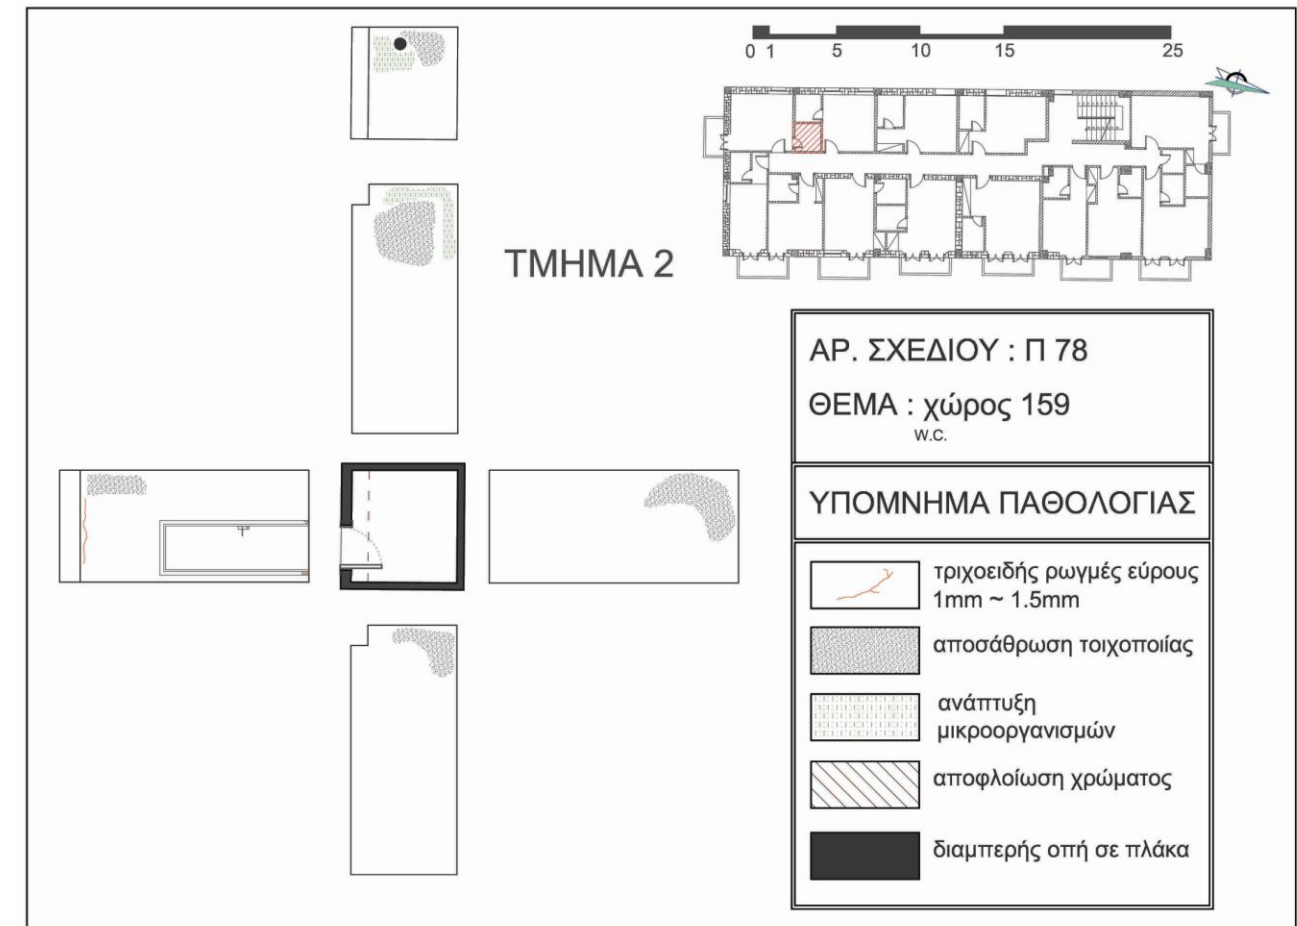 0 1 5 10 15 25
ΤΜΗΜΑ 2
ΑΡ. ΣΧΕΔΙΟΥ : Π 78
ΘΕΜΑ : χώρος 159
w.c.
ΥΠΟΜΝΗΜΑ ΠΑΘΟΛΟΓΙΑΣ
τριχοειδής ρωγμές εύρους
1mm ~ 1.5mm
αποσάθρωση τοιχοποιίας
ανάπτυξη
μικροοργανισμών
αποφλοίωση χρώματος
διαμπερής οπή σε πλάκα